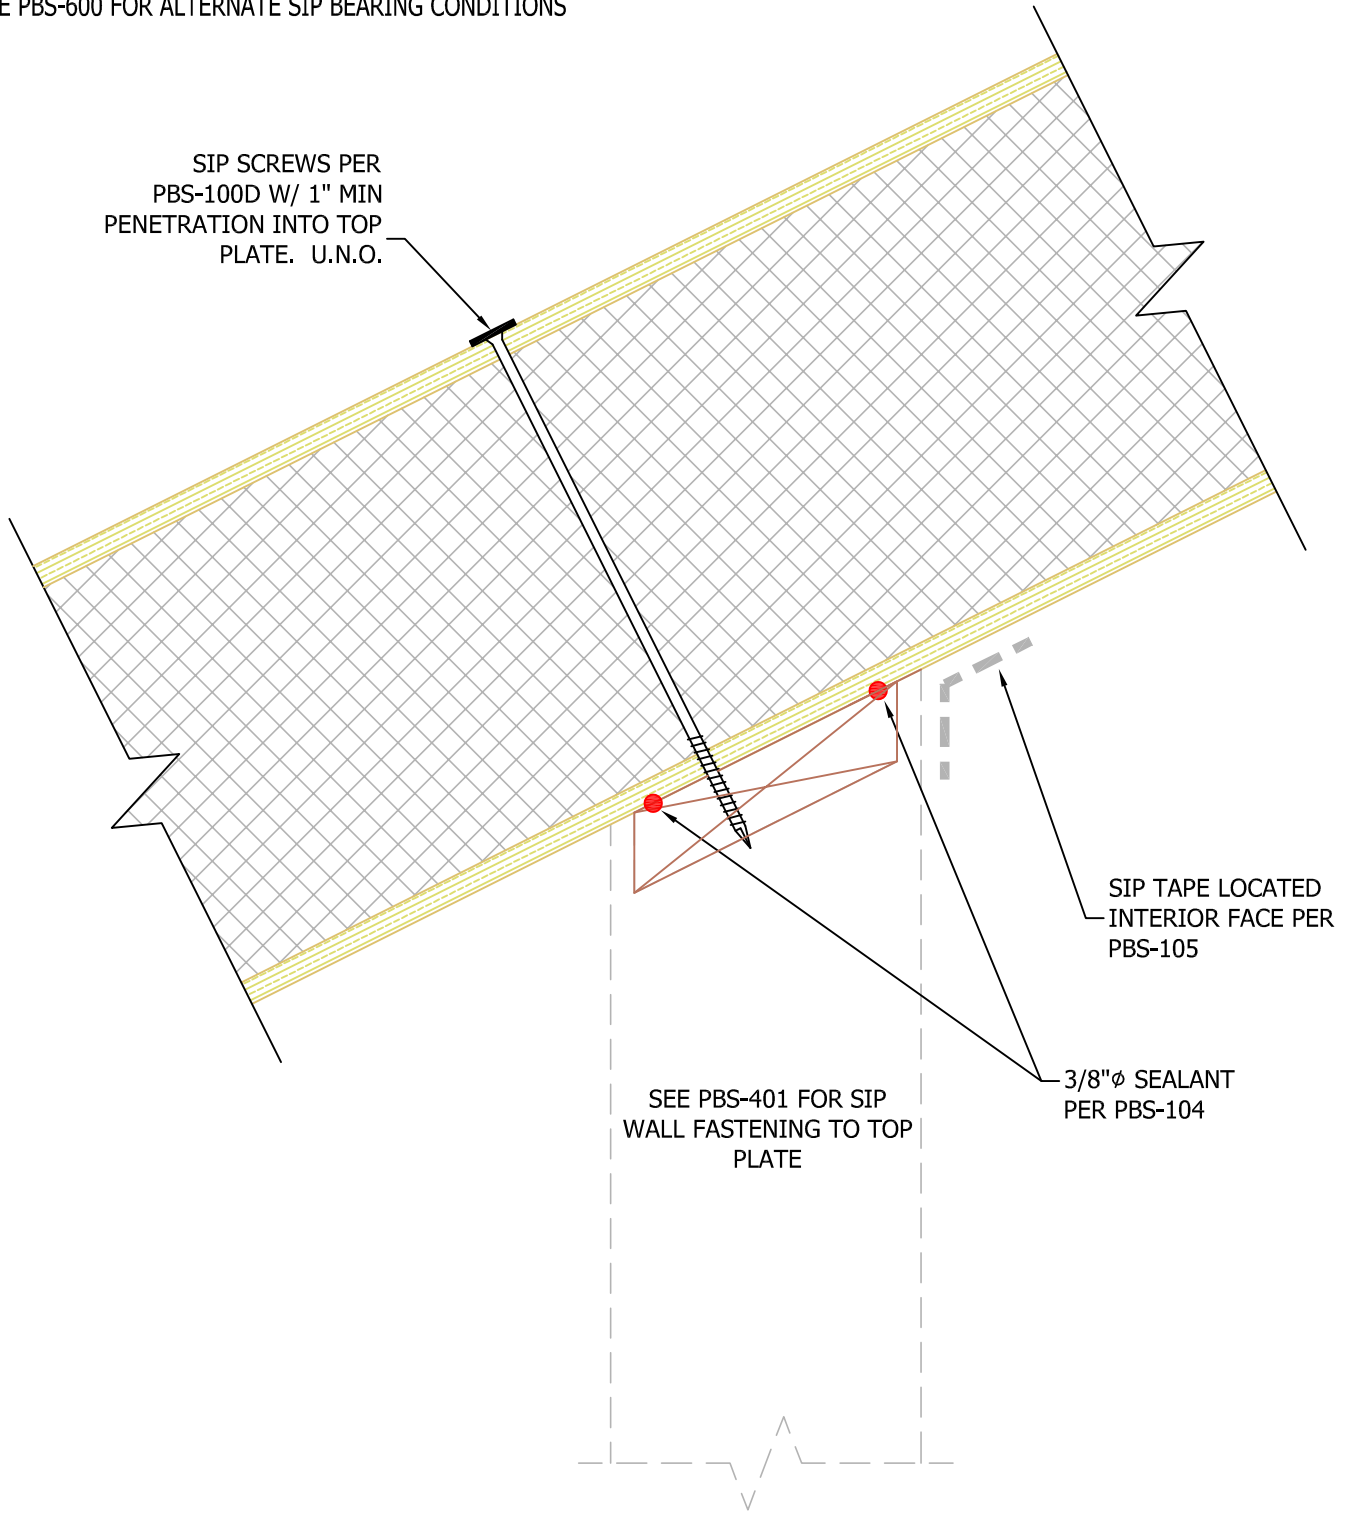 PBS-600 FOR ALTERNATE SIP BEARING CONDITIONS
SIP SCREWS PER
PBS-100D W/ 1" MIN
PENETRATION INTO TOP
PLATE. U.N.O.
SIP TAPE LOCATED
INTERIOR FACE PER
PBS-105
3/8"⌀ SEALANT
PER PBS-104
SEE PBS-401 FOR SIP
WALL FASTENING TO TOP
PLATE